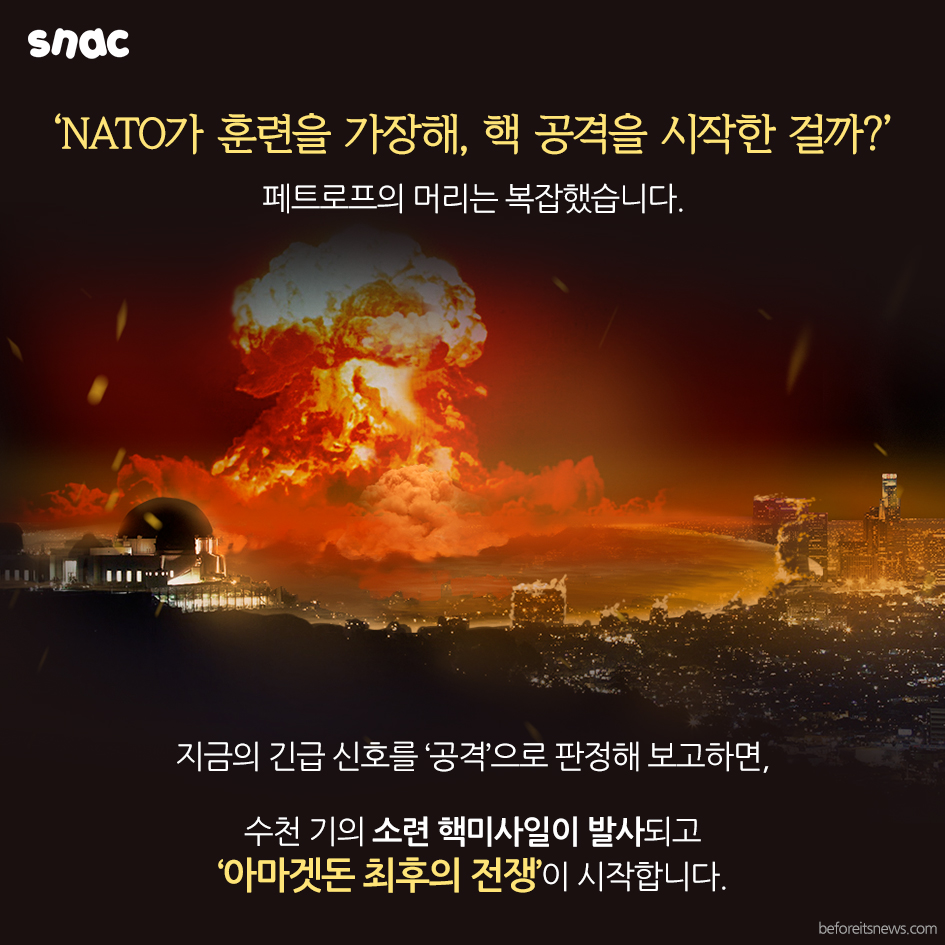 snac
‘NATO가 훈련을 가장해, 핵 공격을 시작한 걸까?’
페트로프의 머리는 복잡했습니다.
지금의 긴급 신호를 ‘공격’으로 판정해 보고하면,
수천 기의 소련 핵미사일이 발사되고
‘아마겟돈 최후의 전쟁’이 시작합니다.
beforeitsnews.com